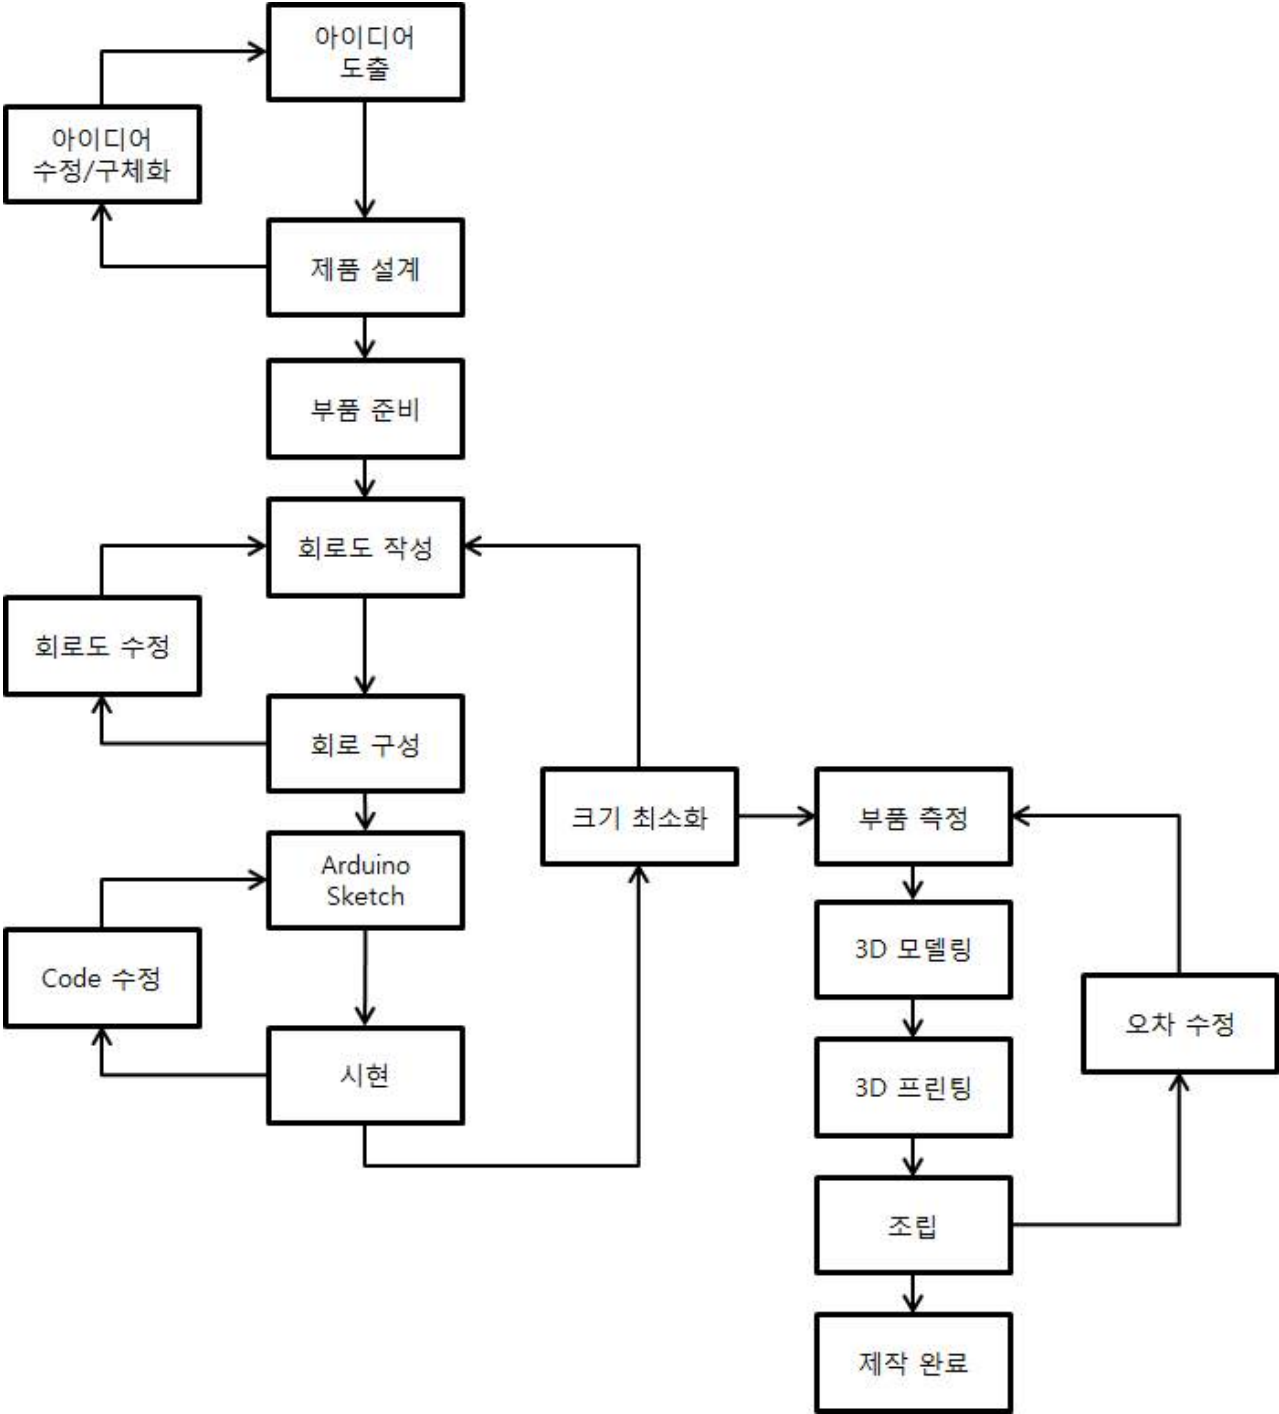 아이디어
도출
아이디어
수정/구체화
제품 설계
부품 준비
회로도 작성
회로도 수정
회로 구성
Arduino
Sketch
Code 수정
시현
크기 최소화
부품 측정
3D 모델링
3D 프린팅
오차 수정
조립
제작 완료